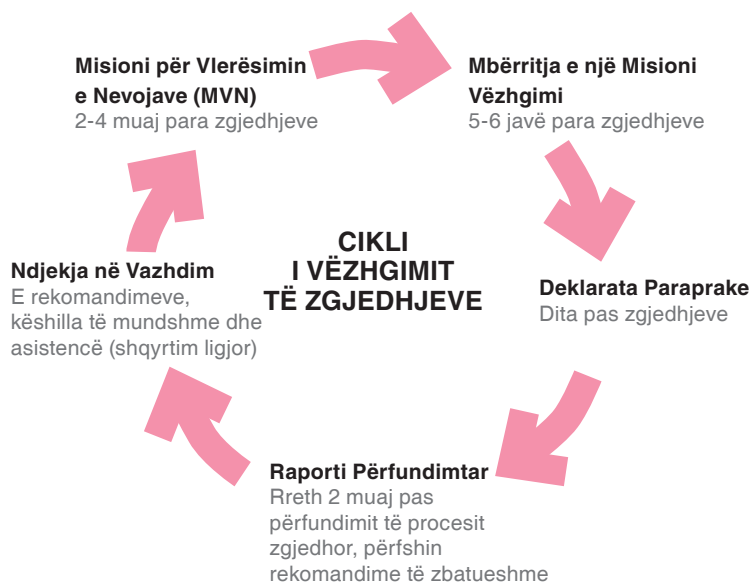 Misioni për Vlerësimin
e Nevojave (MVN)
2-4 muaj para zgjedhjeve
Mbërritja e një Misioni
Vëzhgimi
5-6 javë para zgjedhjeve
CIKLI
I VËZHGIMIT
TË ZGJEDHJEVE
Deklarata Paraprake
Dita pas zgjedhjeve
Raporti Përfundimtar
Rreth 2 muaj pas
përfundimit të procesit
zgjedhor, përfshin
rekomandime të zbatueshme
Ndjekja në Vazhdim
E rekomandimeve,
këshilla të mundshme dhe
asistencë (shqyrtim ligjor)